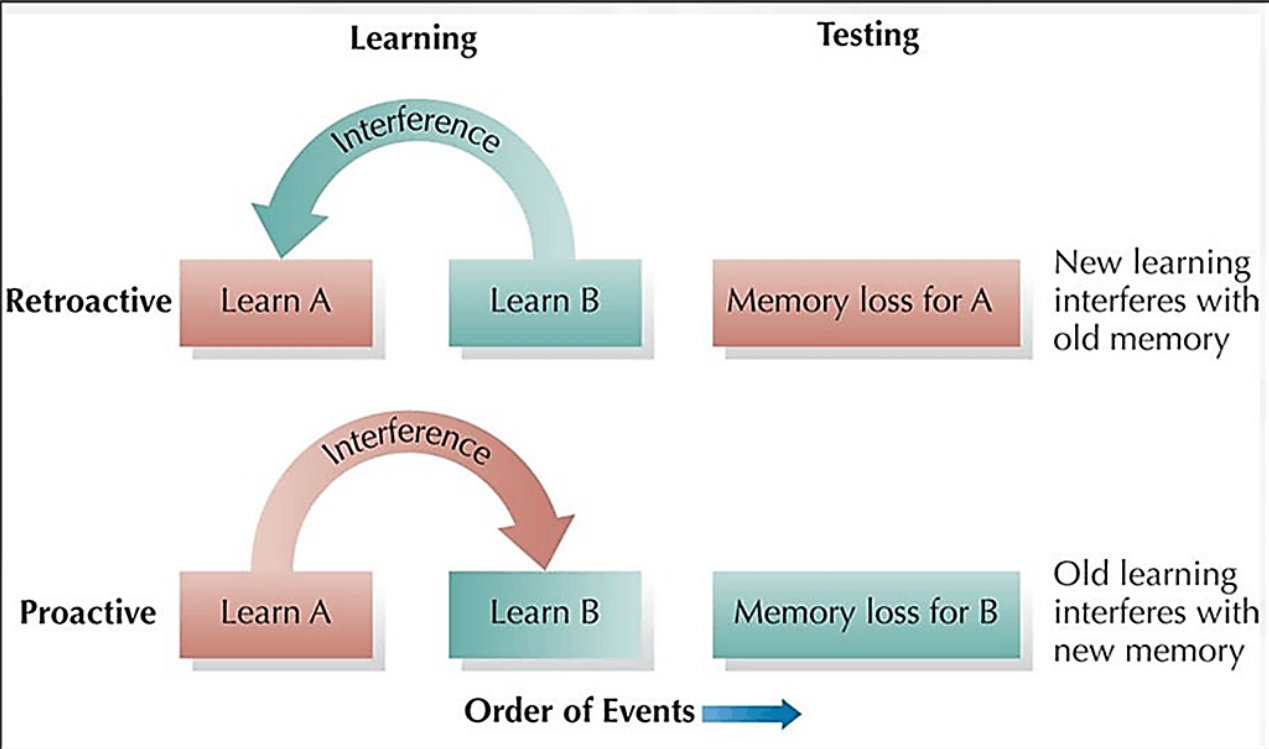 Learning
Testing
Interference
Retroactive
Learn A
Learn B
Memory loss for A
New learning
interferes with
old memory
Interference
Proactive
Learn A
Learn B
Memory loss for B
Old learning
interferes with
new memory
Order of Events